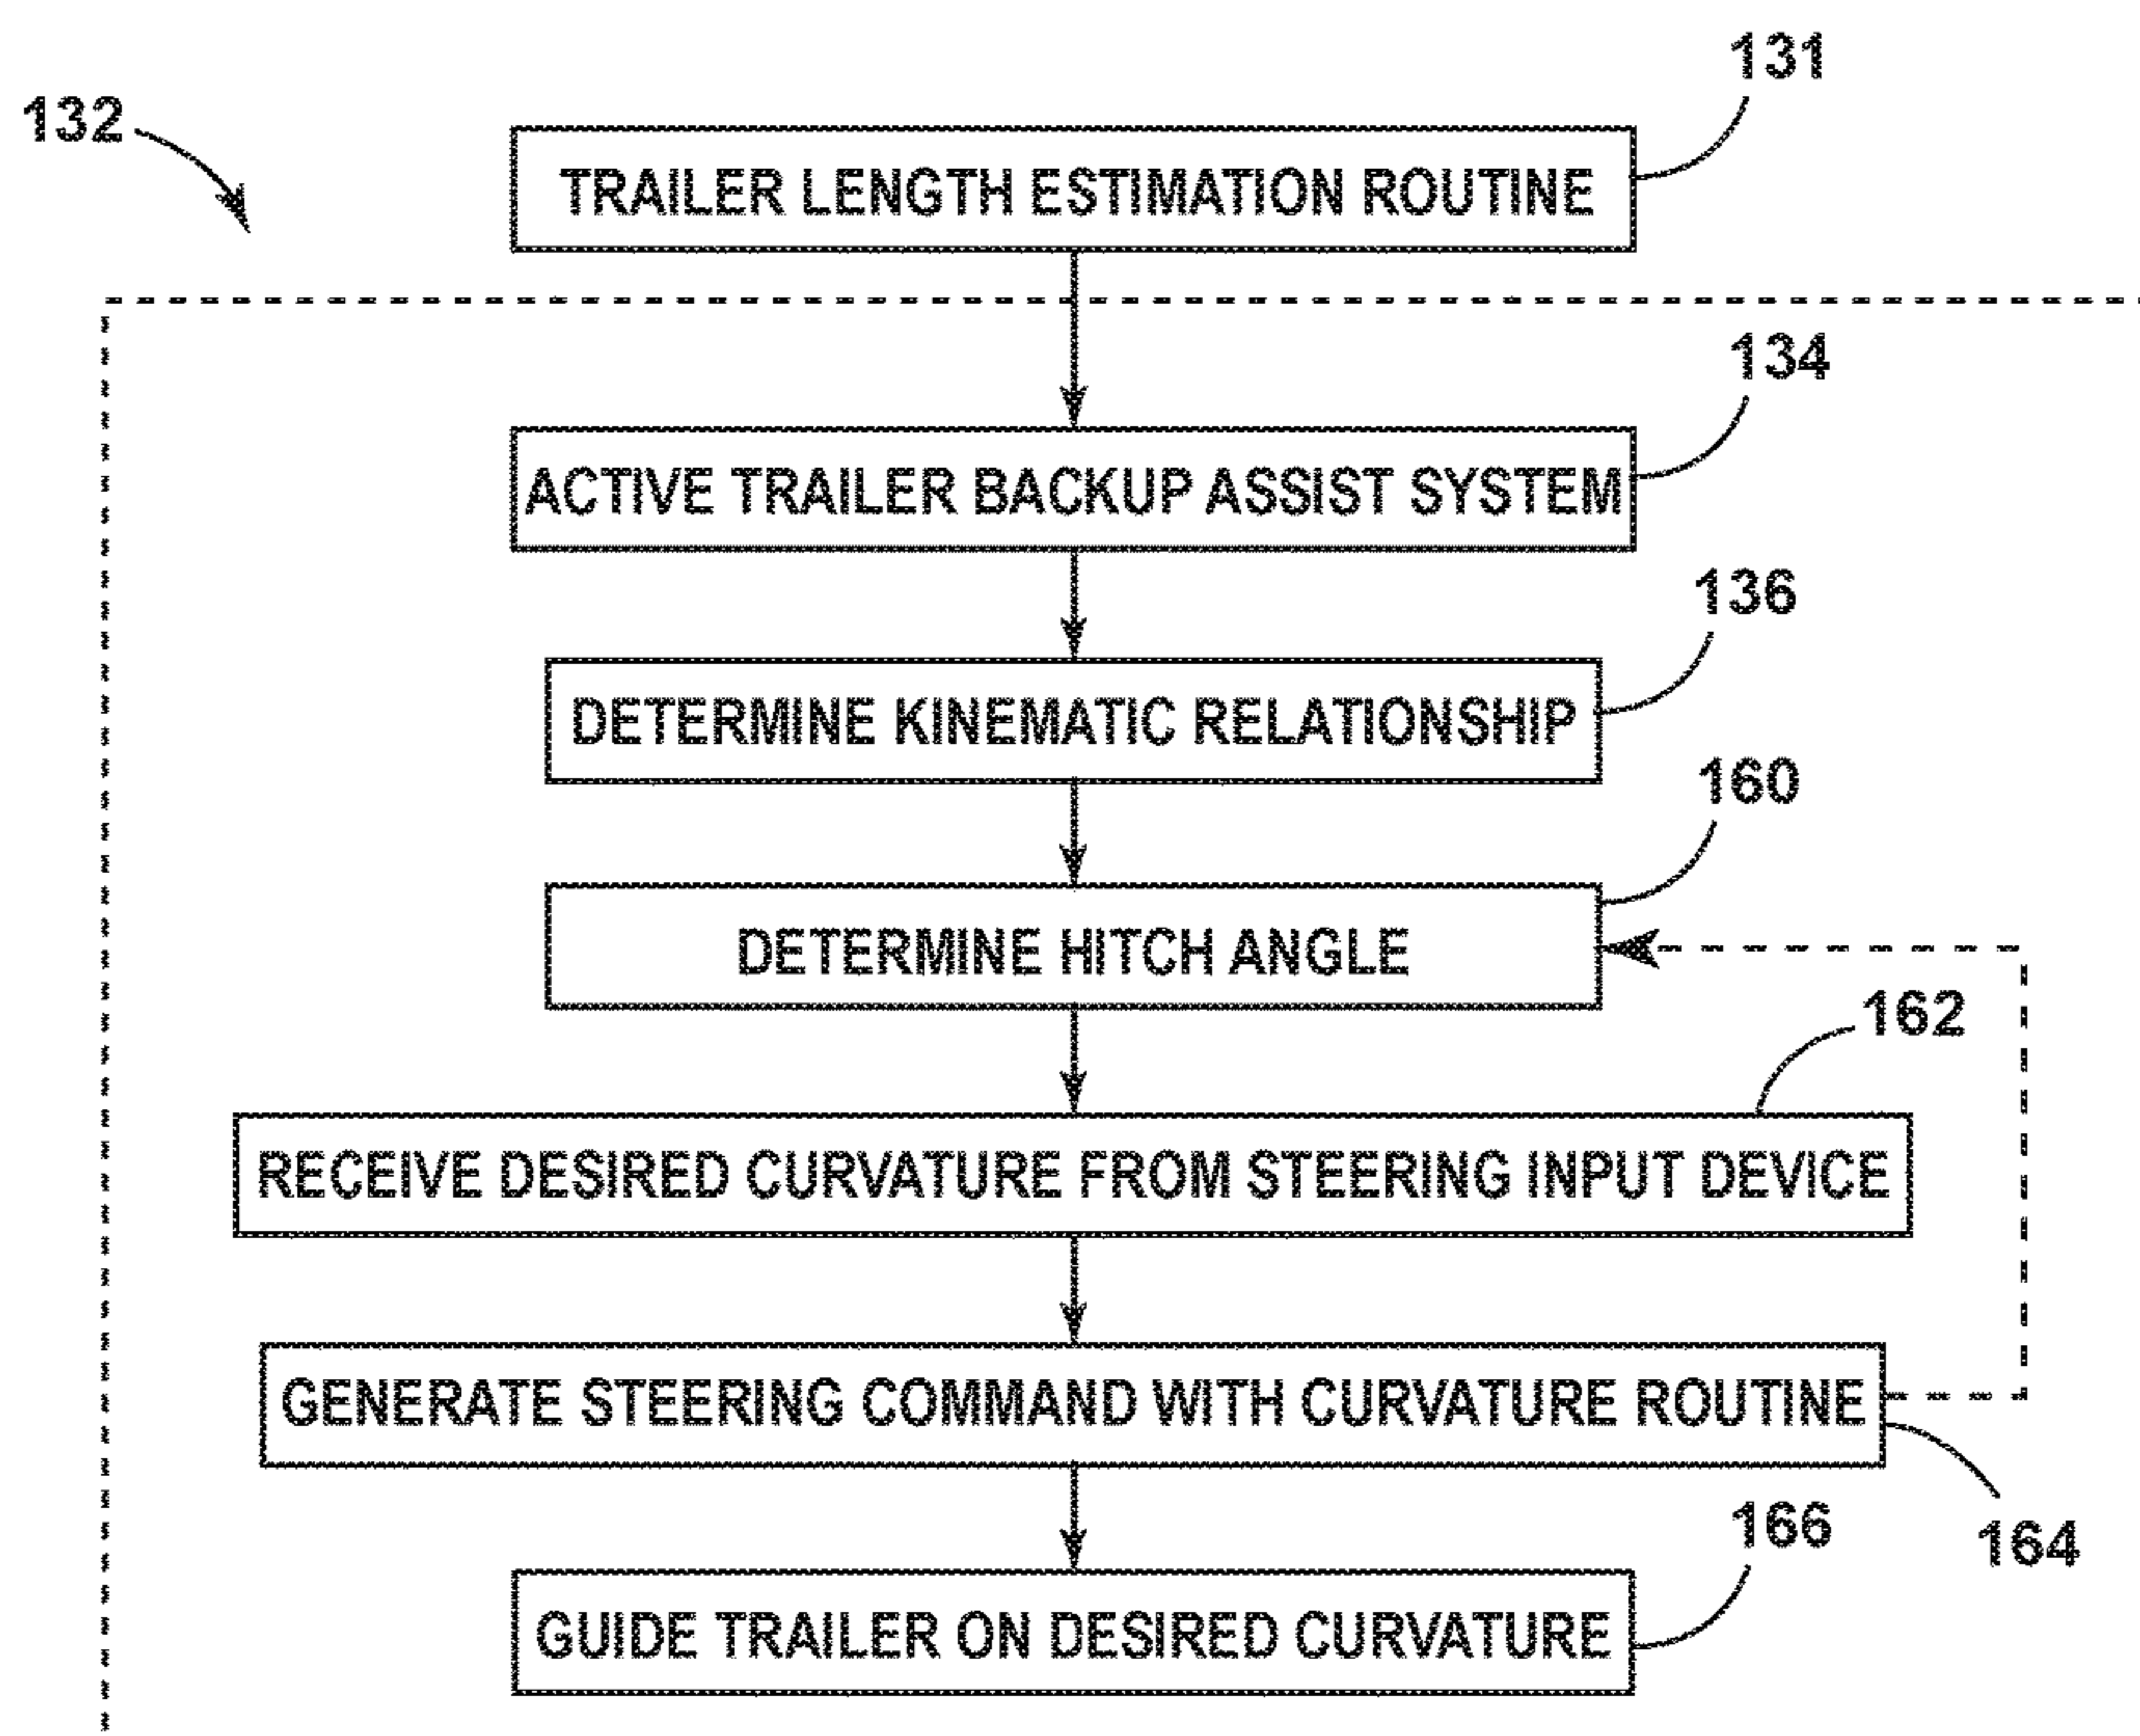 131
132
TRAILER LENGTH ESTIMATION ROUTINE
134
ACTIVE TRAILER BACKUP ASSIST SYSTEM
136
DETERMINE KINEMATIC RELATIONSHIP
160
DETERMINE HITCH ANGLE
162
RECEIVE DESIRED CURVATURE FROM STEERING INPUT DEVICE
GENERATE STEERING COMMAND WITH CURVATURE ROUTINE
166
164
GUIDE TRAILER ON DESIRED CURVATURE